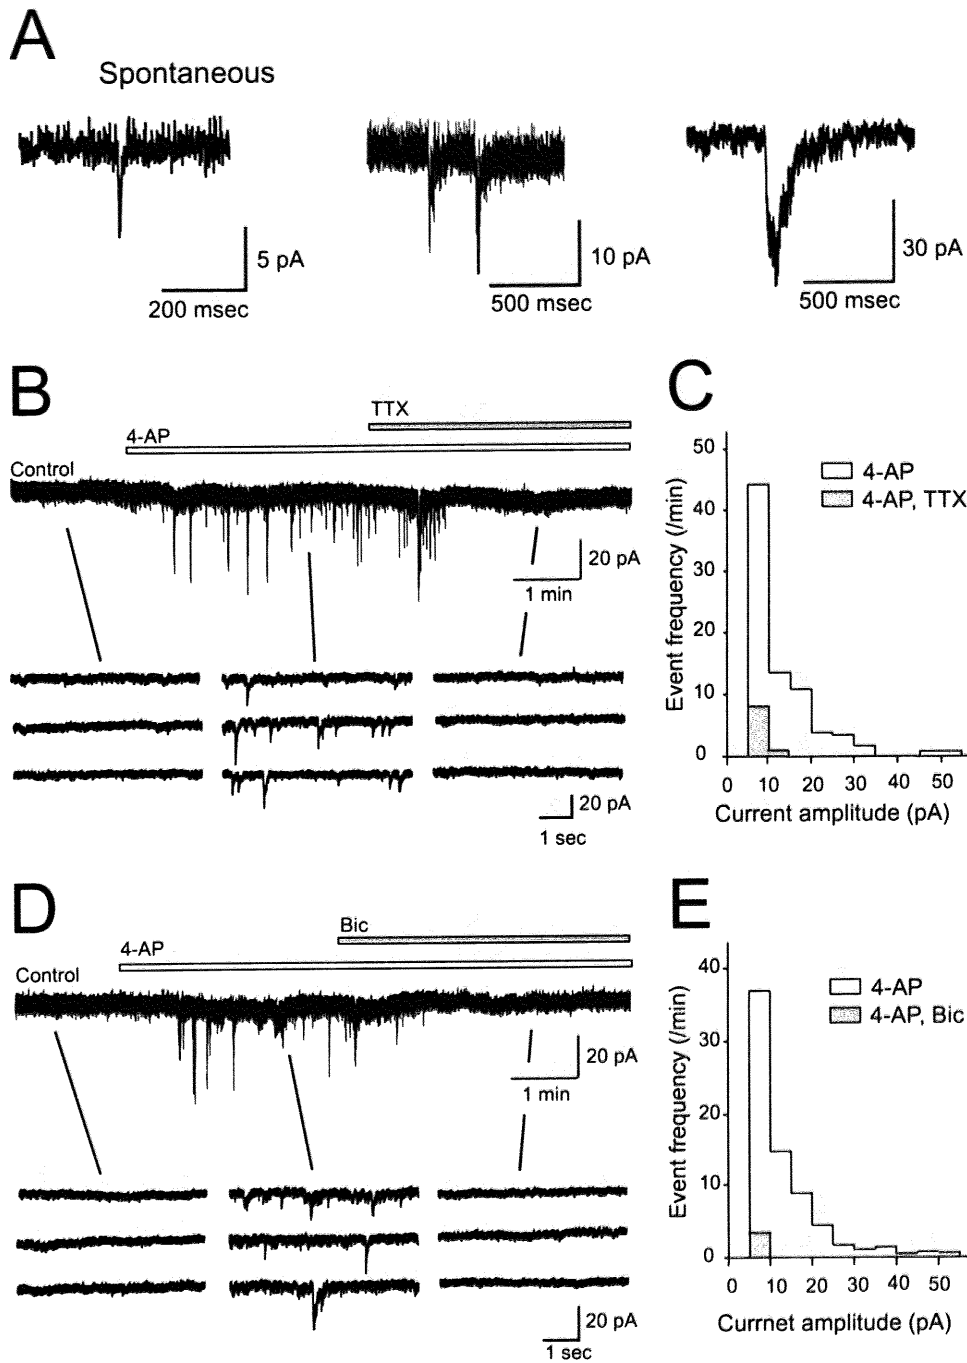 A
Spontaneous
5 pA
200 msec
10 pA
500 msec
30 pA
500 msec
B
TTX
4-AP
Control
20 pA
1 min
20 pA
1 sec
C
50
40
30
20
10
0
Event frequency (/min)
4-AP
4-AP, TTX
0 10 20 30 40 50
Current amplitude (pA)
D
Bic
4-AP
Control
20 pA
1 min
20 pA
1 sec
E
40
30
20
10
0
Event frequency (/min)
4-AP
4-AP, Bic
0 10 20 30 40 50
Currnet amplitude (pA)